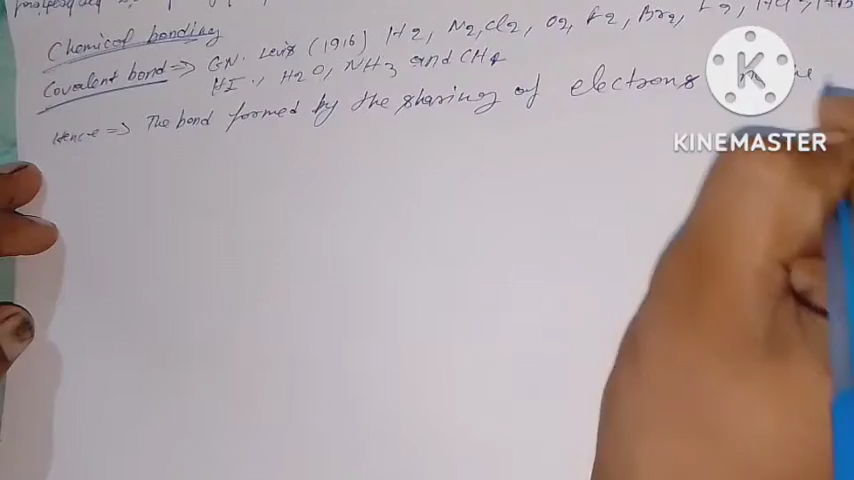 Chemical bonding
Covalent bond => G.N. Lewis (1916) H2, N2, Cl2, O2, F2, Br2,
HI., H2O, NH3 and CH4
Hence => The bond formed by the sharing of electrons
KINEMASTER